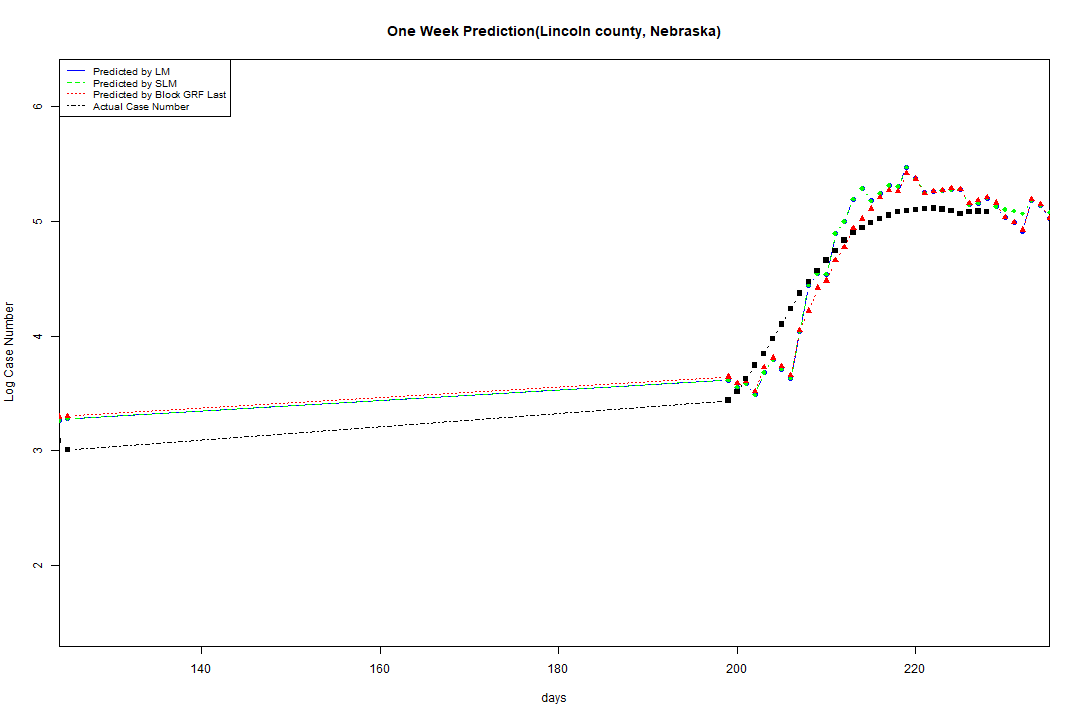 One Week Prediction(Lincoln county, Nebraska)
Predicted by LM
Predicted by SLM
Predicted by Block GRF Last
Actual Case Number
6
5
4
3
2
Log Case Number
140 160 180 200 220
days